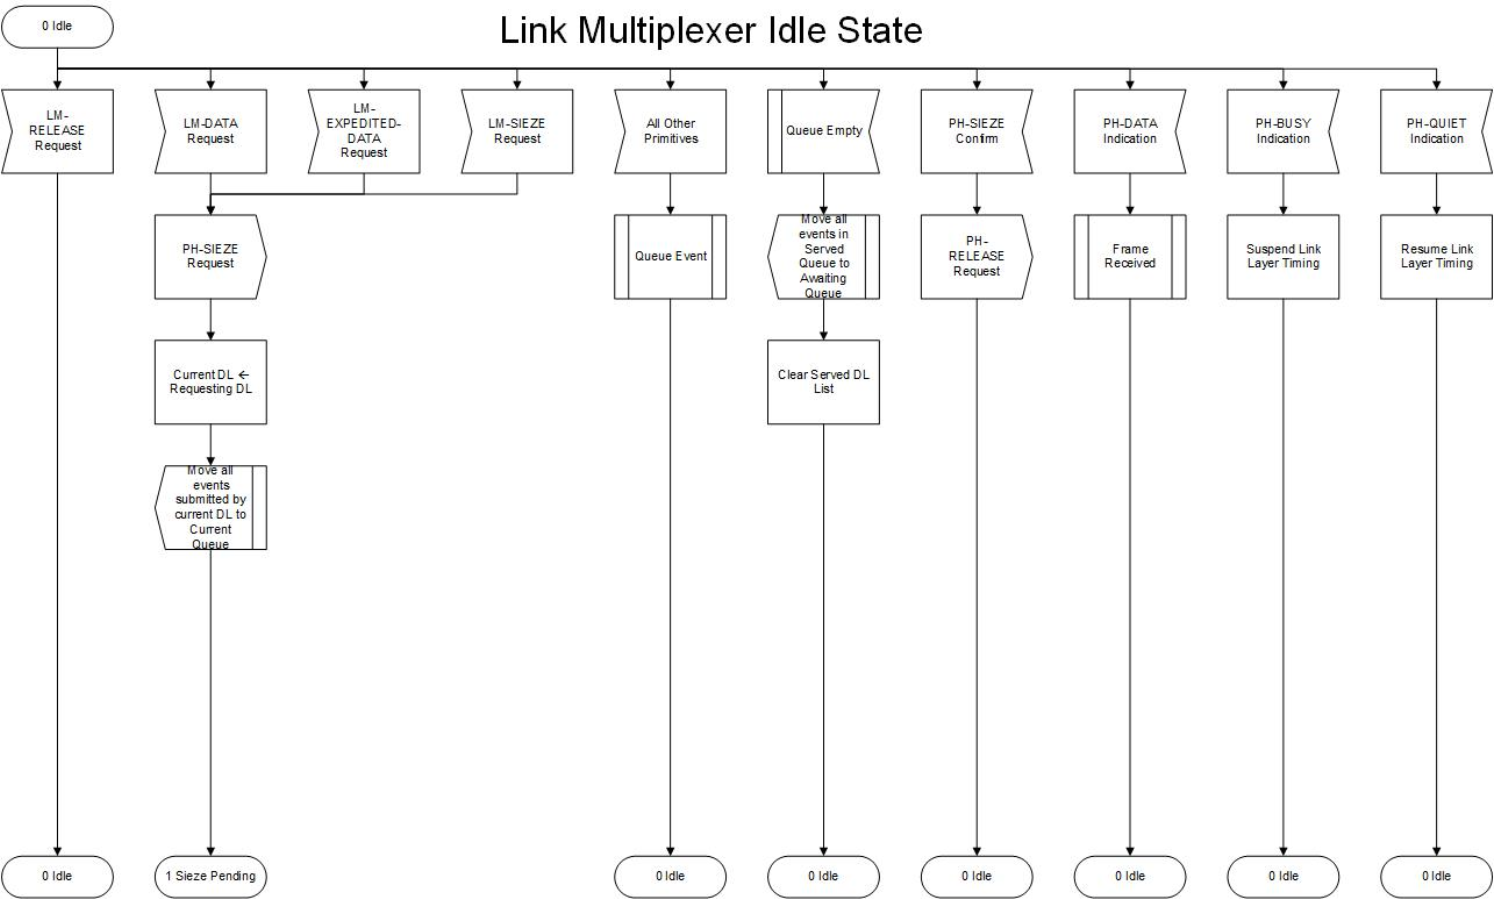 0 Idle
Link Multiplexer Idle State
LM-
RELEASE
Request
LM-DATA
Request
LM-
EXPEDITED-
DATA
Request
LM-SIEZE
Request
All Other
Primitives
Queue Empty
PH-SIEZE
Confirm
PH-DATA
Indication
PH-BUSY
Indication
PH-QUIET
Indication
PH-SIEZE
Request
Queue Event
Move all
events in
Served
Queue to
Awaiting
Queue
PH-
RELEASE
Request
Frame
Received
Suspend Link
Layer Timing
Resume Link
Layer Timing
Current DL ←
Requesting DL
Clear Served DL
List
Move all
events
submitted by
current DL to
Current
Queue
0 Idle
1 Sieze Pending
0 Idle
0 Idle
0 Idle
0 Idle
0 Idle
0 Idle